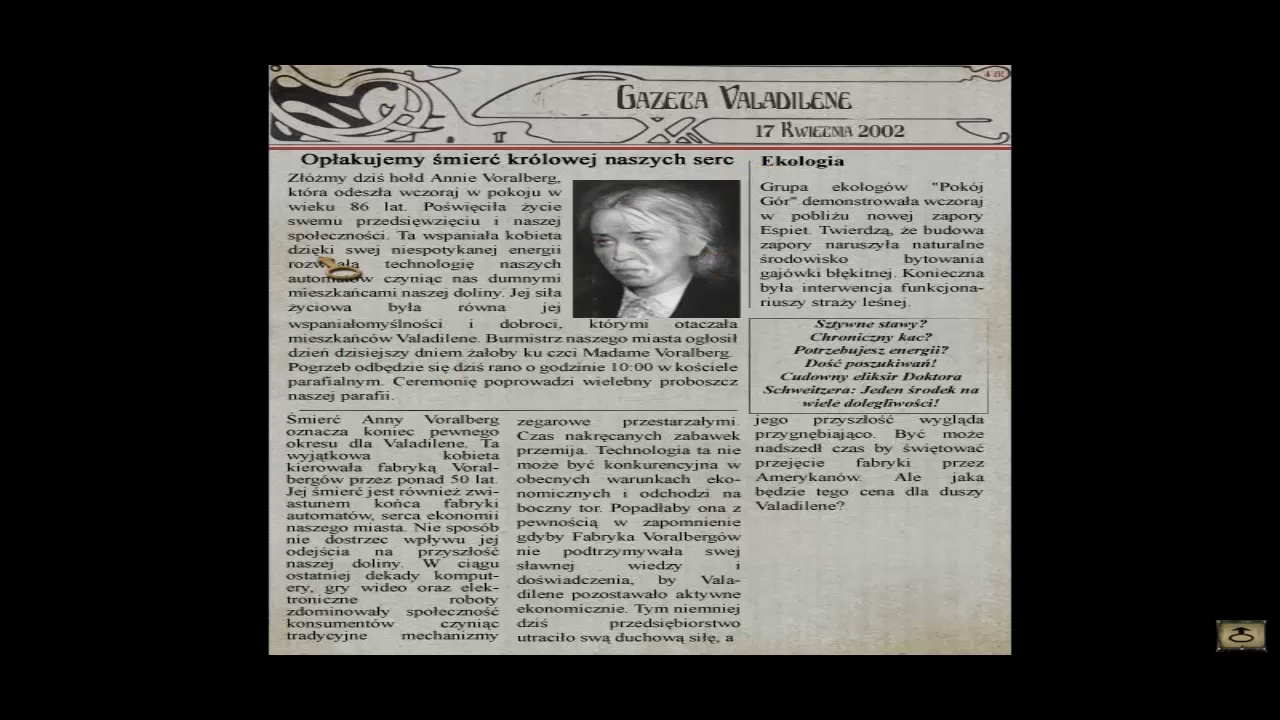 GAZETA VALADILENE
17 KWIETNIA 2002
Opłakujemy śmierć królowej naszych serc
Złóżmy dziś hołd Annie Voralberg,
która odeszła wczoraj w pokoju w
wieku 86 lat. Poświęciła życie
swemu przedsięwzięciu i naszej
społeczności. Ta wspaniała kobieta
dzięki swej niespotykanej energii
technologię naszych
automatów czyniąc nas dumnymi
mieszkańcami naszej doliny. Jej siła
życiowa była równa jej
wspaniałomyślności i dobroci, którymi otaczała
mieszkańców Valadilene. Burmistrz naszego miasta ogłosił
dzień dzisiejszy dniem żałoby ku czci Madame Voralberg.
Pogrzeb odbędzie się dziś rano o godzinie 10:00 w kościele
parafialnym. Ceremonię poprowadzi wielebny proboszcz
naszej parafii.
Śmierć Anny Voralberg
oznacza koniec pewnego
okresu dla Valadilene. Ta
wyjątkowa kobieta
kierowała fabryką Voral-
bergów przez ponad 50 lat.
Jej śmierć jest również zwi-
astunem końca fabryki
automatów, serca ekonomii
naszego miasta. Nie sposób
nie dostrzec wpływu jej
odejścia na przyszłość
naszej doliny. W ciągu
ostatniej dekady komput-
ery, gry wideo oraz elek-
troniczne roboty
zdominowały społeczność
konsumentów czyniąc
tradycyjne mechanizmy
zegarowe przestarzałymi.
Czas nakręcanych zabawek
przemija. Technologia ta nie
może być konkurencyjna w
obecnych warunkach eko-
nomicznych i odchodzi na
boczny tor. Popadłaby ona z
pewnością w zapomnienie
gdyby Fabryka Voralbergów
nie podtrzymywała swej
sławnej wiedzy i
doświadczenia, by Vala-
dilene pozostawało aktywne
ekonomicznie. Tym niemniej
dziś przedsiębiorstwo
utraciło swą duchową siłę, a
jego przyszłość wygląda
przygnębiająco. Być może
nadszedł czas by świętować
przejęcie fabryki przez
Amerykanów. Ale jaka
będzie tego cena dla duszy
Valadilene?
Ekologia
Grupa ekologów "Pokój
Gór" demonstrowała wczoraj
w pobliżu nowej zapory
Espiet. Twierdzą, że budowa
zapory naruszyła naturalne
środowisko bytowania
gajówki błękitnej. Konieczna
była interwencja funkcjona-
riuszy straży leśnej.
Sztywne stawy?
Chroniczny kac?
Potrzebujesz energii?
Dość poszukiwań!
Cudowny eliksir Doktora
Schweitzera: Jeden środek na
wiele dolegliwości!